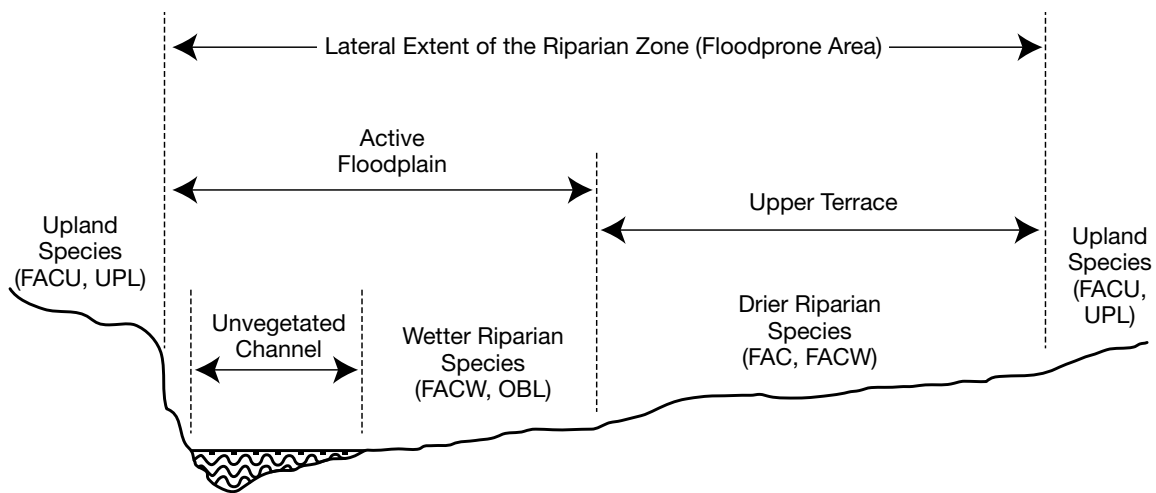 Lateral Extent of the Riparian Zone (Floodprone Area)
Active
Floodplain
Upper Terrace
Upland
Species
(FACU, UPL)
Unvegetated
Channel
Wetter Riparian
Species
(FACW, OBL)
Drier Riparian
Species
(FAC, FACW)
Upland
Species
(FACU,
UPL)